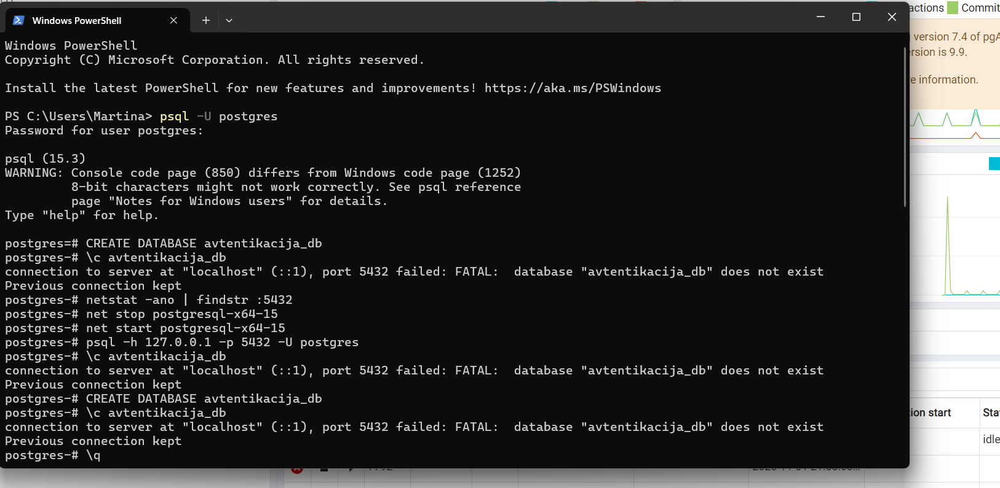 Windows PowerShell
Windows PowerShell
Copyright (C) Microsoft Corporation. All rights reserved.
Install the latest PowerShell for new features and improvements! https://aka.ms/PSWindows
PS C:\Users\Martina> psql -U postgres
Password for user postgres:
psql (15.3)
WARNING: Console code page (850) differs from Windows code page (1252)
8-bit characters might not work correctly. See psql reference
page "Notes for Windows users" for details.
Type "help" for help.
postgres=# CREATE DATABASE avtentikacija_db
postgres-# \c avtentikacija_db
connection to server at "localhost" (::1), port 5432 failed: FATAL:  database "avtentikacija_db" does not exist
Previous connection kept
postgres-# netstat -ano | findstr :5432
postgres-# net stop postgresql-x64-15
postgres-# net start postgresql-x64-15
postgres-# psql -h 127.0.0.1 -p 5432 -U postgres
postgres-# \c avtentikacija_db
connection to server at "localhost" (::1), port 5432 failed: FATAL:  database "avtentikacija_db" does not exist
Previous connection kept
postgres-# CREATE DATABASE avtentikacija_db
postgres-# \c avtentikacija_db
connection to server at "localhost" (::1), port 5432 failed: FATAL:  database "avtentikacija_db" does not exist
Previous connection kept
postgres-# \q
actions Commit
version 7.4 of pgA
ersion is 9.9.
e information.
ion start Sta
idle